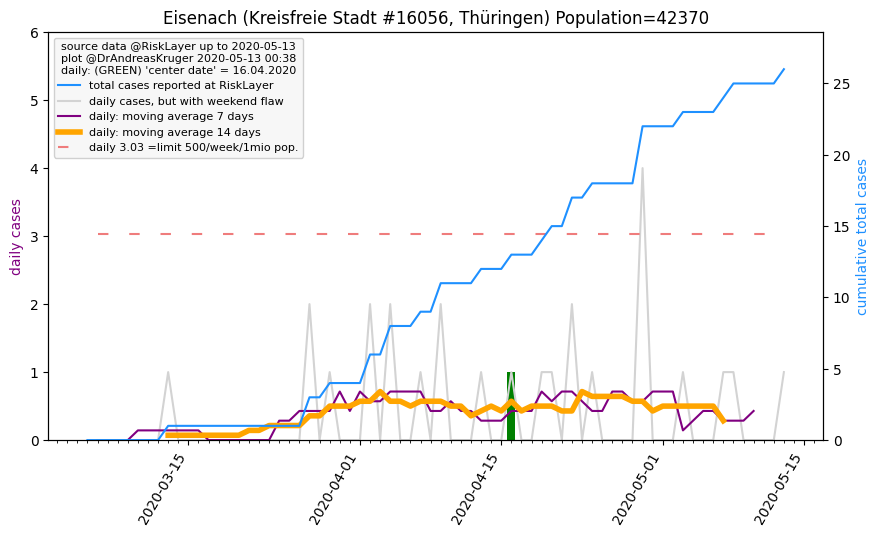 Eisenach (Kreisfreie Stadt #16056, Thüringen) Population=42370
source data @RiskLayer up to 2020-05-13
plot @DrAndreasKruger 2020-05-13 00:38
daily: (GREEN) 'center date' = 16.04.2020
total cases reported at RiskLayer
daily cases, but with weekend flaw
daily: moving average 7 days
daily: moving average 14 days
daily 3.03 =limit 500/week/1mio pop.
daily cases
6
5
4
3
2
1
0
cumulative total cases
25
20
15
10
5
0
2020-03-15
2020-04-01
2020-04-15
2020-05-01
2020-05-15